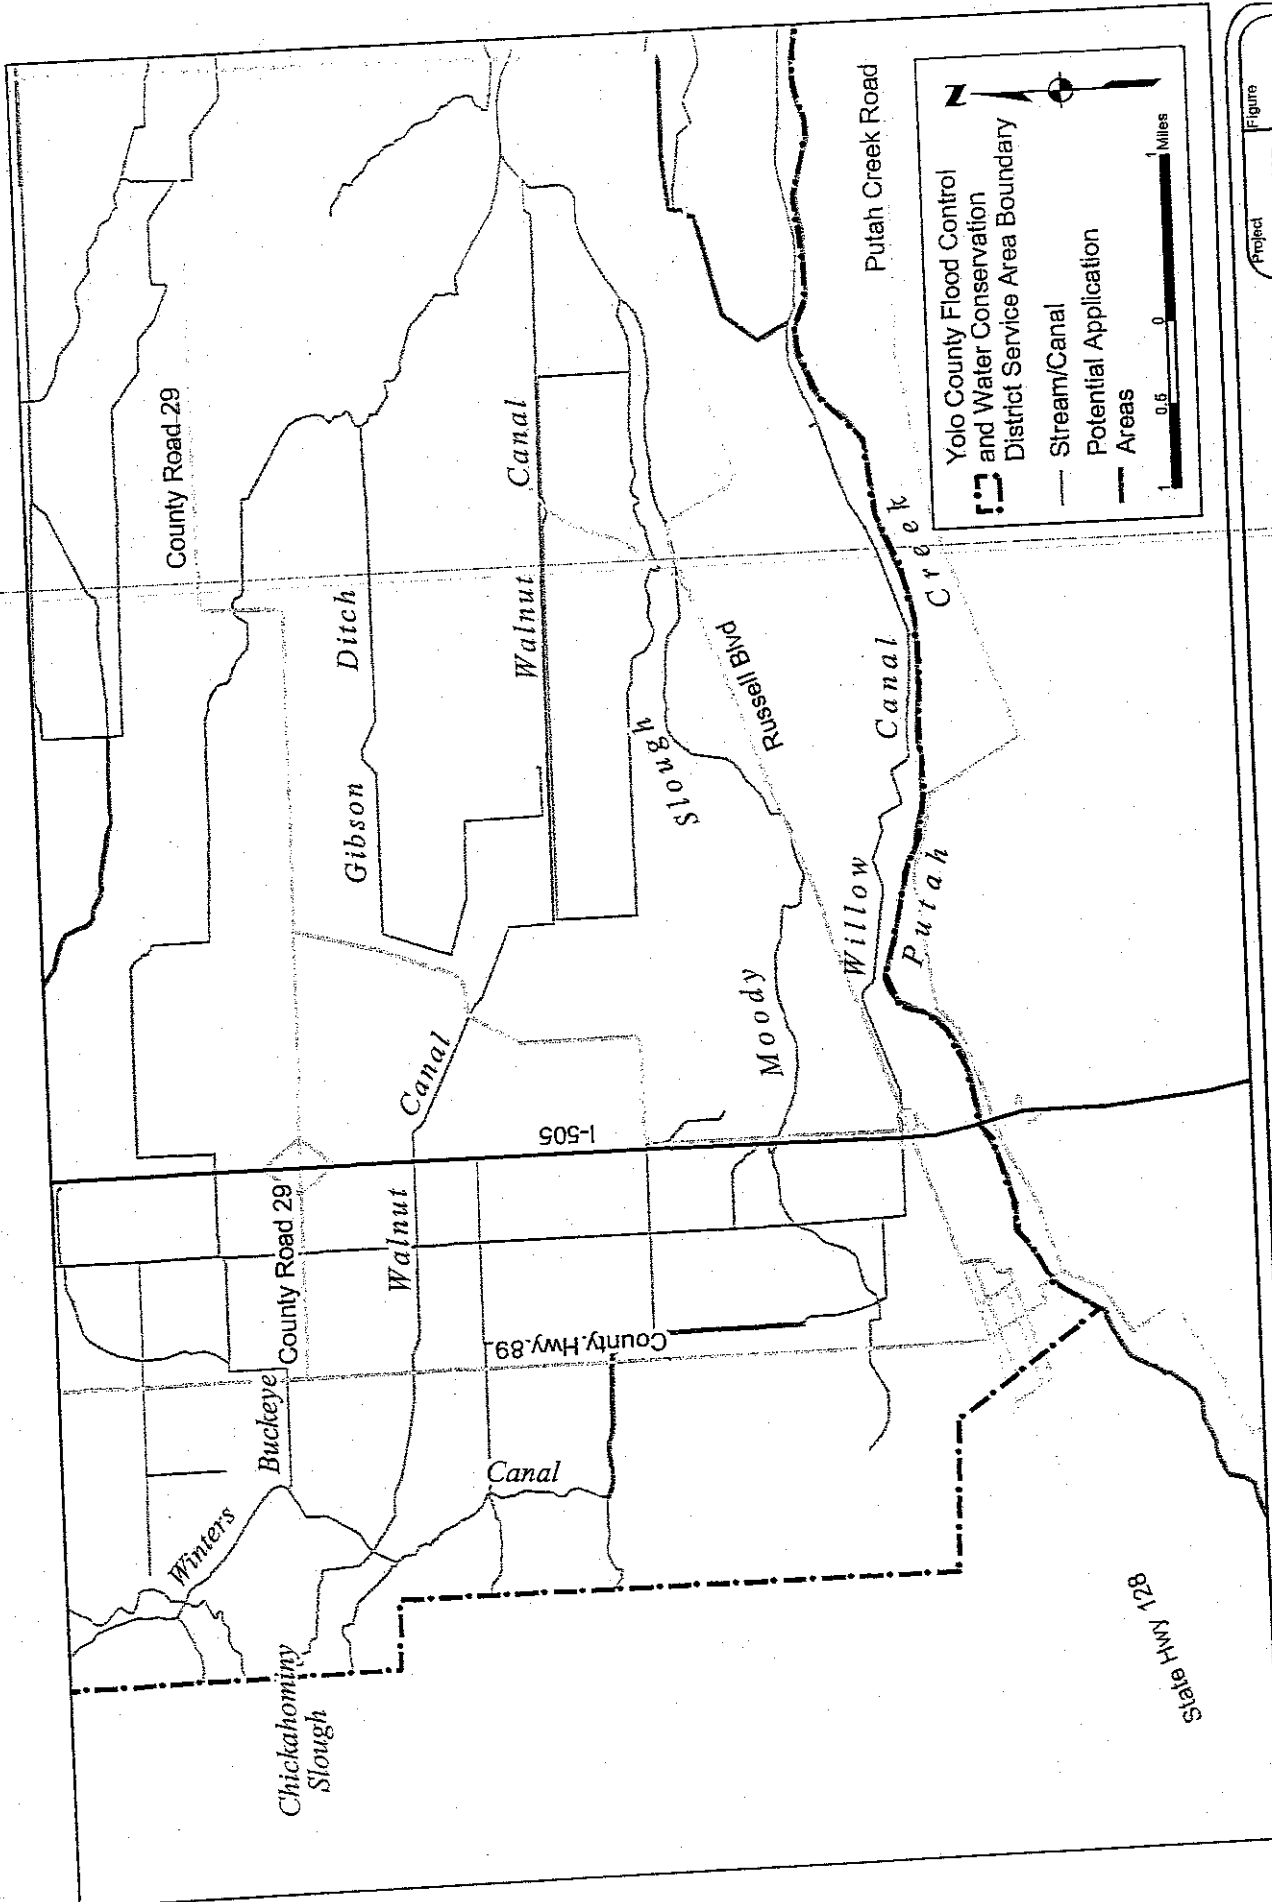 Winters
Buckeye
Canal
Chickahominy
Slough
County Road 29
Walnut
Canal
County Hwy 89
I-505
County Road 29
Gibson
Ditch
Walnut
Canal
Moody
Slough
Russell Blvd
Willow
Canal
Putah
Creek
Putah Creek Road
State Hwy 128
N
Yolo County Flood Control
and Water Conservation
District Service Area Boundary
Stream/Canal
Potential Application
Areas
1 0.5 0 1 Miles
Project
Figure